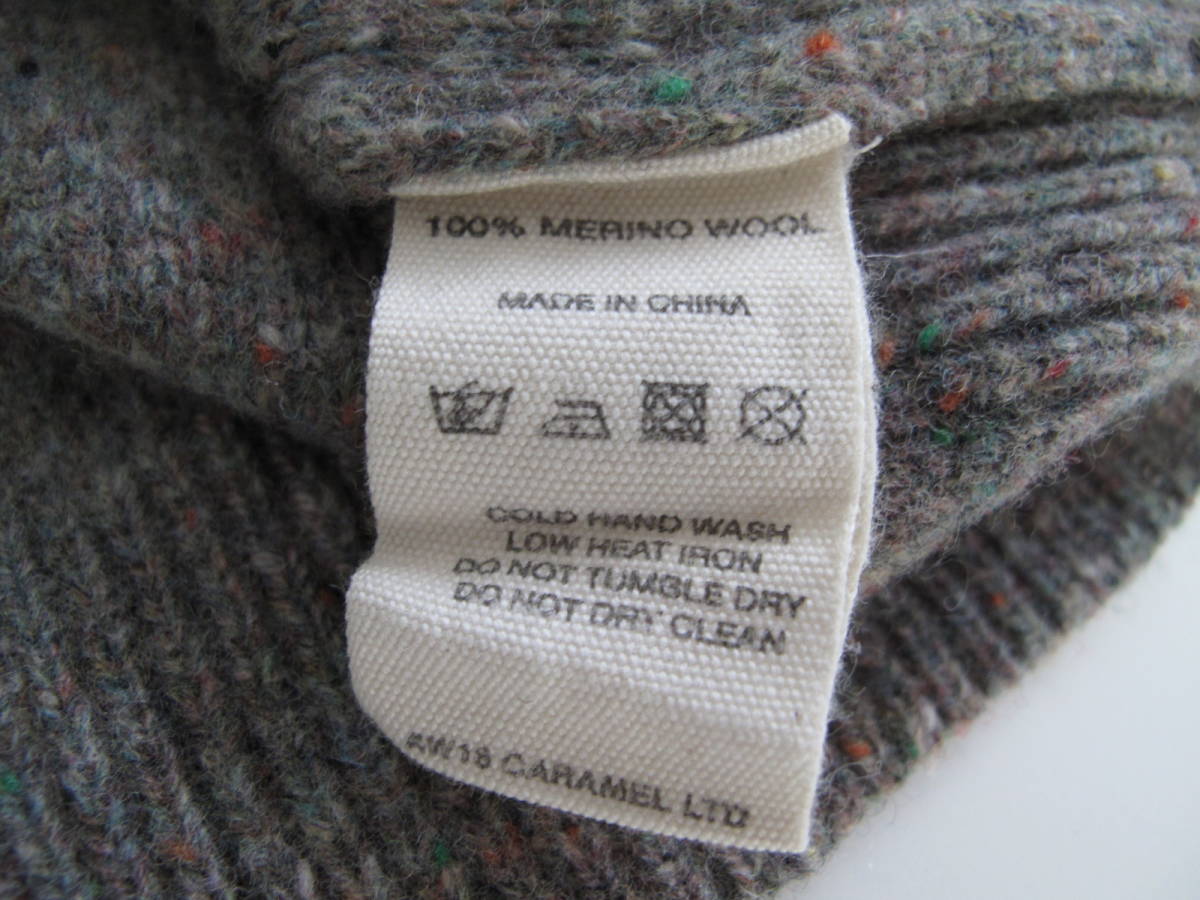 100% MERINO WOOL
MADE IN CHINA
COLD HAND WASH
LOW HEAT IRON
DO NOT TUMBLE DRY
DO NOT DRY CLEAN
AW18 CARAMEL LTD